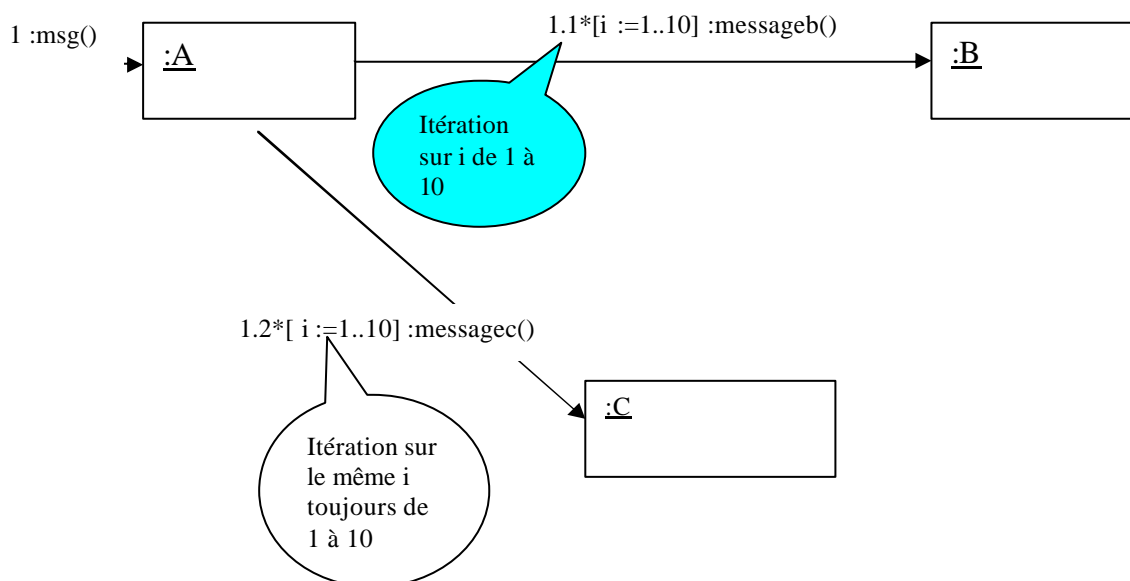 1.1*[i :=1..10] :messageb()
1 :msg()
:A
:B
Itération
sur i de 1 à
10
1.2*[ i :=1..10] :messagec()
:C
Itération sur
le même i
toujours de
1 à 10